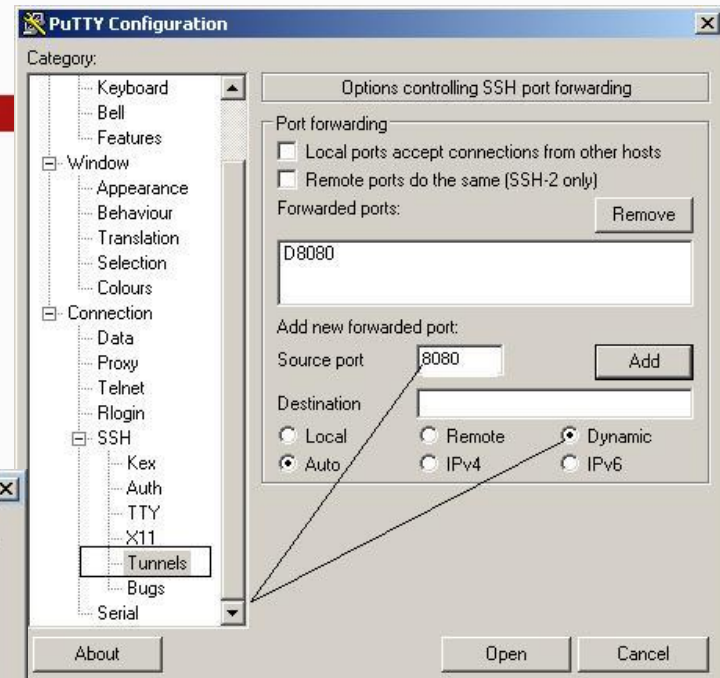 PuTTY Configuration
Category:
Keyboard
Bell
Features
Window
Appearance
Behaviour
Translation
Selection
Colours
Connection
Data
Proxy
Telnet
Rlogin
SSH
Kex
Auth
TTY
X11
Tunnels
Bugs
Serial
Options controlling SSH port forwarding
Port forwarding
Local ports accept connections from other hosts
Remote ports do the same (SSH-2 only)
Forwarded ports:
Remove
D8080
Add new forwarded port:
Source port 8080 Add
Destination
Local Remote Dynamic
Auto IPv4 IPv6
About Open Cancel